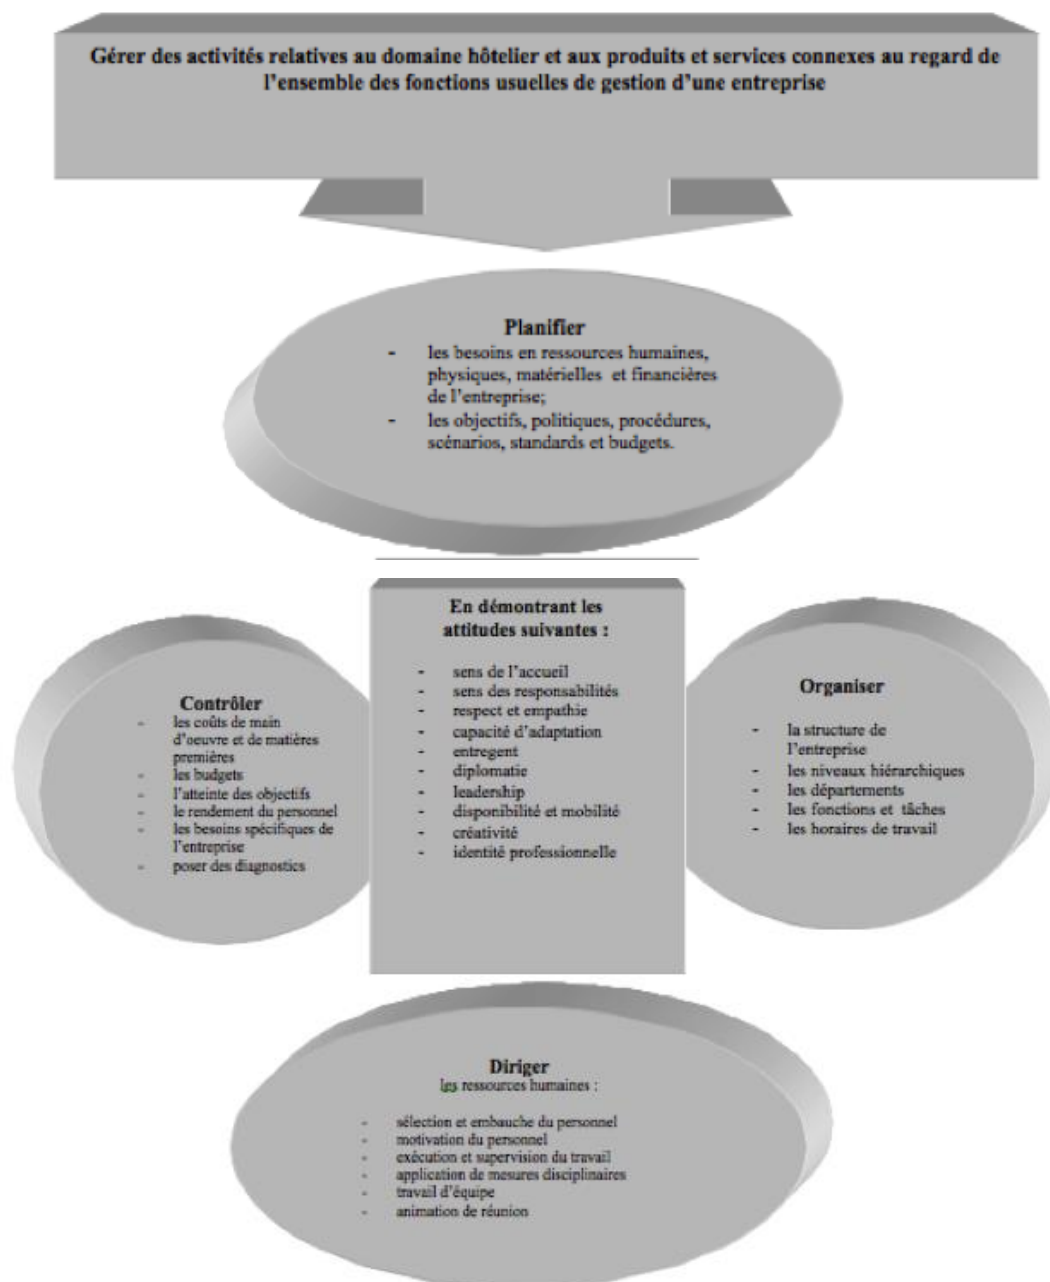 Gérer des activités relatives au domaine hôtelier et aux produits et services connexes au regard de
l'ensemble des fonctions usuelles de gestion d'une entreprise
Planifier
- les besoins en ressources humaines,
physiques, matérielles et financières
de l'entreprise;
- les objectifs, politiques, procédures,
scénarios, standards et budgets.
Contrôler
- les coûts de main
d'oeuvre et de matières
premières
- les budgets
- l'atteinte des objectifs
- le rendement du personnel
- les besoins spécifiques de
l'entreprise
- poser des diagnostics
En démontrant les
attitudes suivantes :
- sens de l'accueil
- sens des responsabilités
- respect et empathie
- capacité d'adaptation
- entregent
- diplomatie
- leadership
- disponibilité et mobilité
- créativité
- identité professionnelle
Organiser
- la structure de
l'entreprise
- les niveaux hiérarchiques
- les départements
- les fonctions et tâches
- les horaires de travail
Diriger
les ressources humaines :
- sélection et embauche du personnel
- motivation du personnel
- exécution et supervision du travail
- application de mesures disciplinaires
- travail d'équipe
- animation de réunion